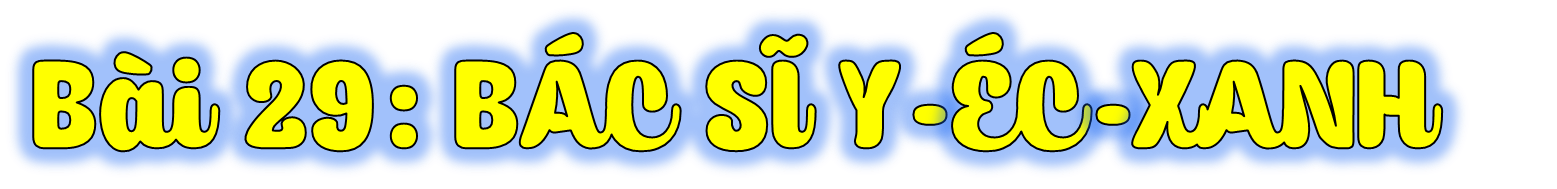 Bài 29: BÁC SĨ Y-ÉC-XANH